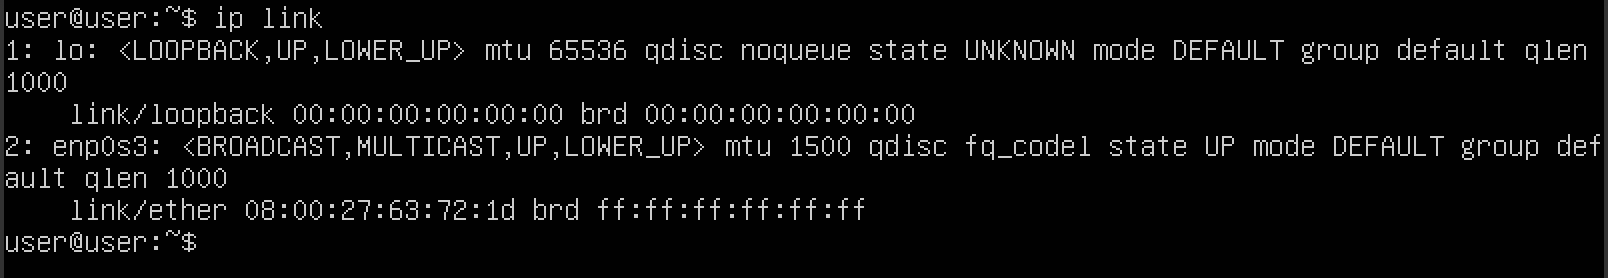 user@user:~$ ip link
1: lo: <LOOPBACK,UP,LOWER_UP> mtu 65536 qdisc noqueue state UNKNOWN mode DEFAULT group default qlen
1000
    link/loopback 00:00:00:00:00:00 brd 00:00:00:00:00:00
2: enp0s3: <BROADCAST,MULTICAST,UP,LOWER_UP> mtu 1500 qdisc fq_codel state UP mode DEFAULT group def
ault qlen 1000
    link/ether 08:00:27:63:72:1d brd ff:ff:ff:ff:ff:ff
user@user:~$